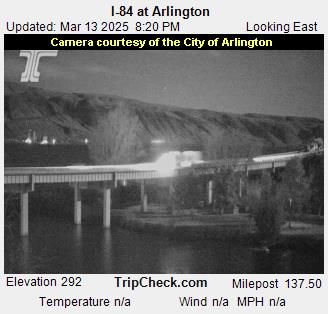 I-84 at Arlington
Updated: Mar 13 2025 8:20 PM Looking East
Camera courtesy of the City of Arlington
Elevation 292 TripCheck.com Milepost 137.50
Temperature n/a Wind n/a MPH n/a